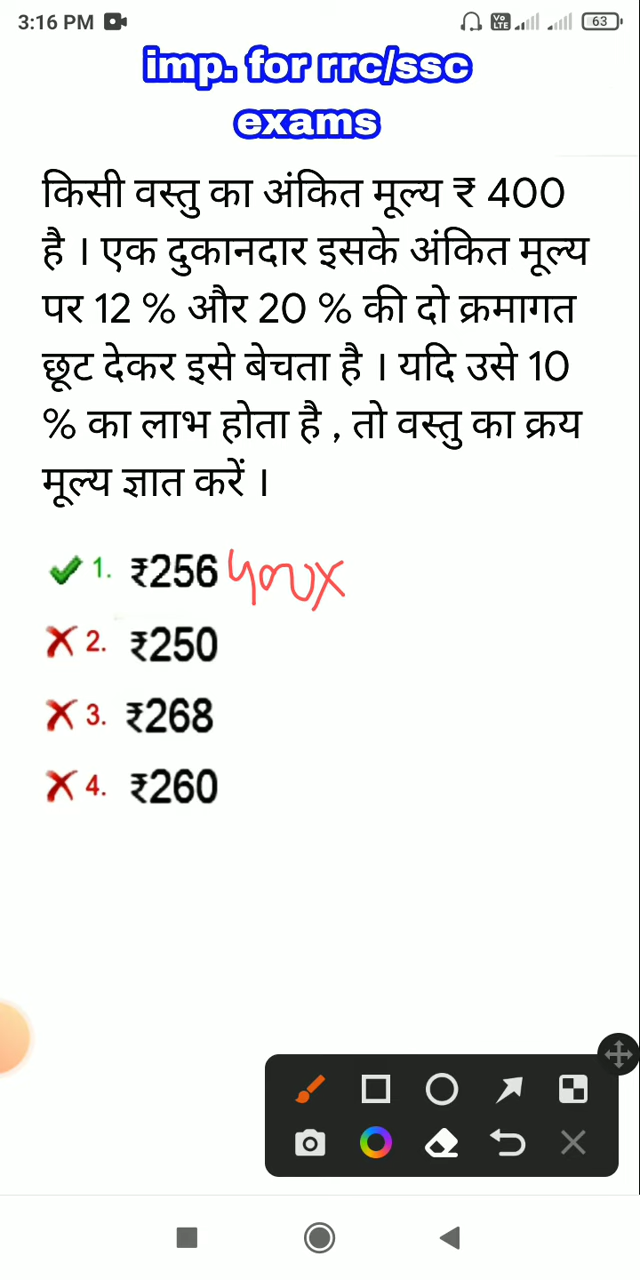 3:16 PM
Vo LTE
63
imp. for rrc/ssc
exams
किसी वस्तु का अंकित मूल्य ₹ 400
है । एक दुकानदार इसके अंकित मूल्य
पर 12 % और 20 % की दो क्रमागत
छूट देकर इसे बेचता है । यदि उसे 10
% का लाभ होता है , तो वस्तु का क्रय
मूल्य ज्ञात करें ।
1. ₹256 400x
2. ₹250
3. ₹268
4. ₹260